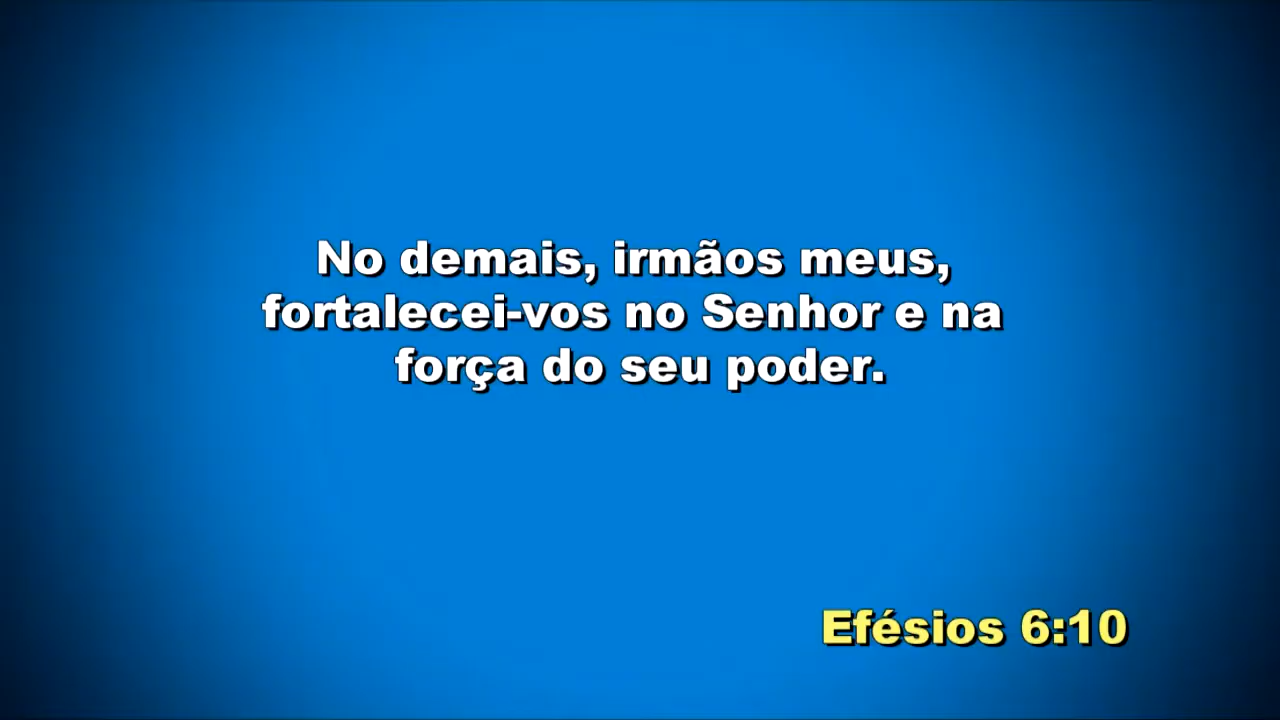 No demais, irmãos meus,
fortalecei-vos no Senhor e na
força do seu poder.
Efésios 6:10